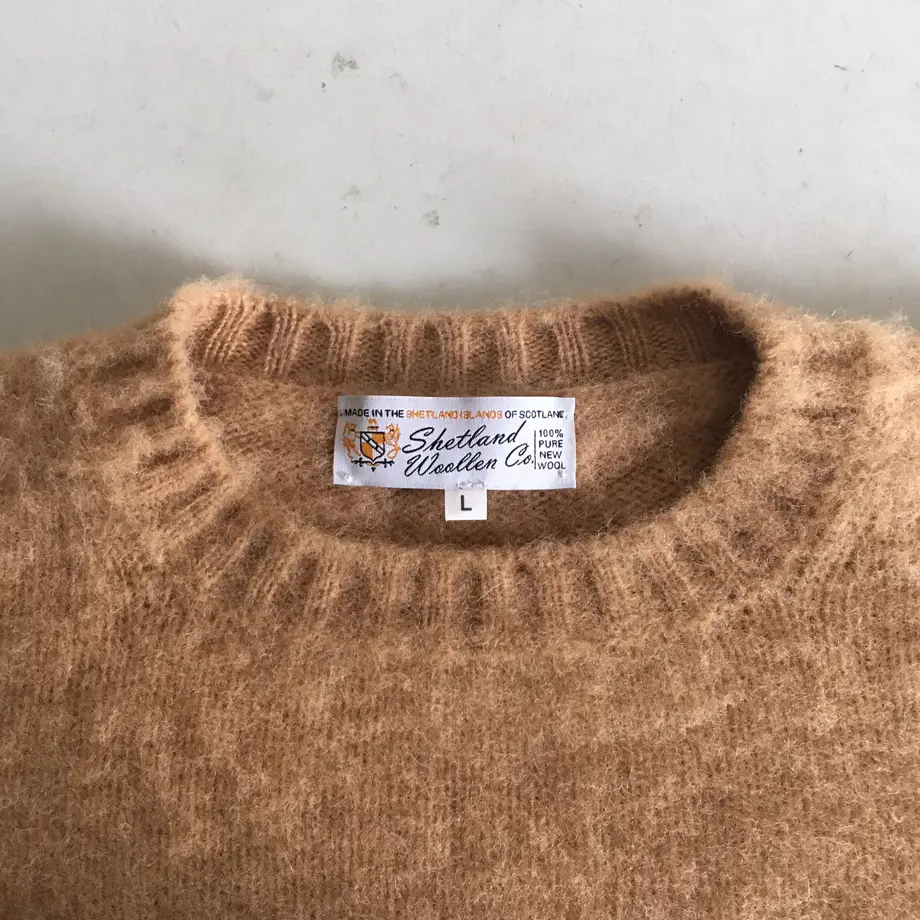 MADE IN THE SHETLAND ISLANDS OF SCOTLAND
Shetland
Woollen Co.
100%
PURE
NEW
WOOL
L